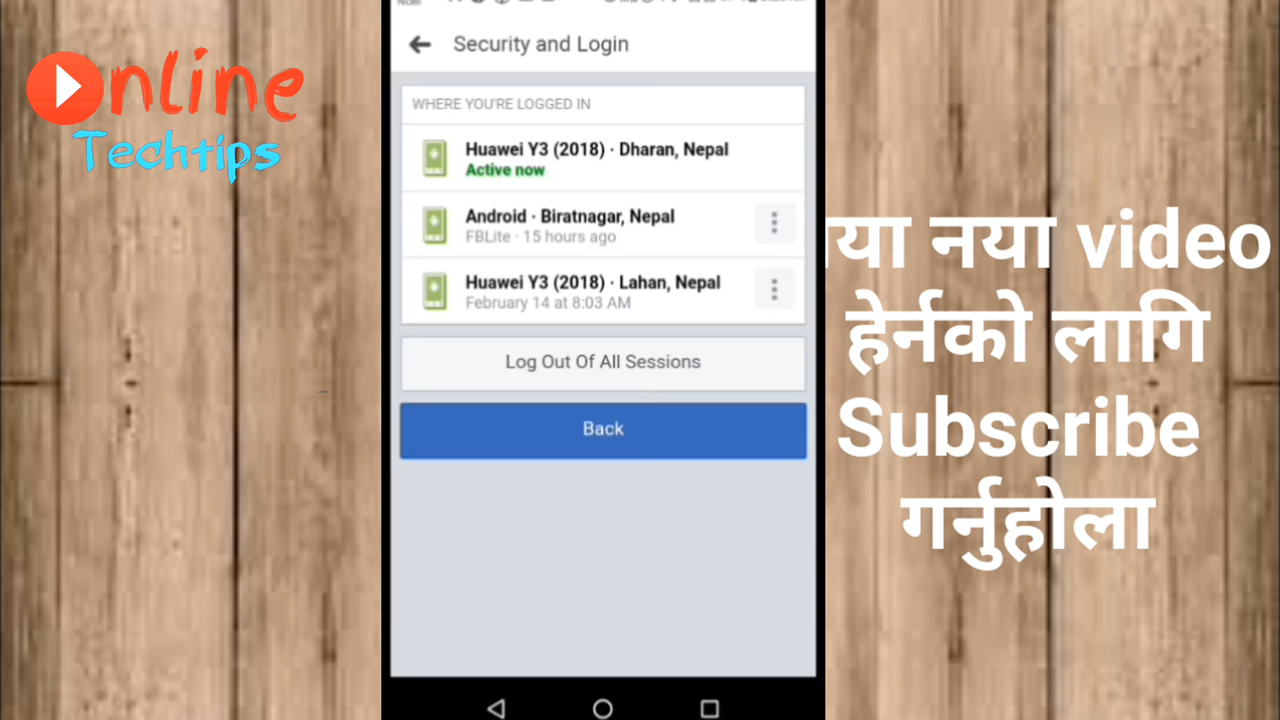 Online
Techtips
Security and Login
WHERE YOU'RE LOGGED IN
Huawei Y3 (2018) · Dharan, Nepal
Active now
Android · Biratnagar, Nepal
FBLite · 15 hours ago
Huawei Y3 (2018) · Lahan, Nepal
February 14 at 8:03 AM
Log Out Of All Sessions
Back
नया video
हेर्नको लागि
Subscribe
गर्नुहोला